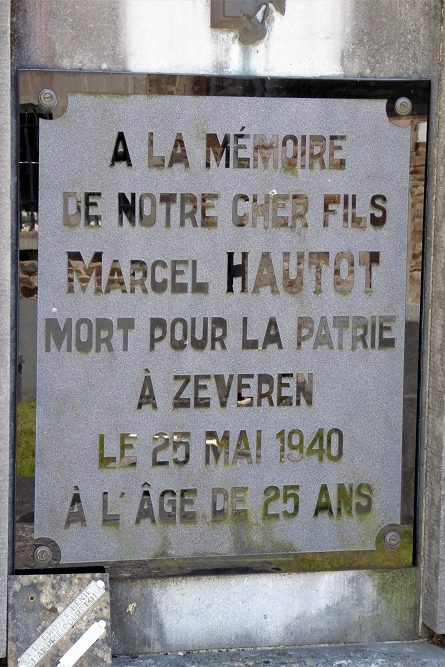 A LA MÉMOIRE
DE NOTRE CHER FILS
MARCEL HAUTOT
MORT POUR LA PATRIE
À ZEVEREN
LE 25 MAI 1940
À L'ÂGE DE 25 ANS